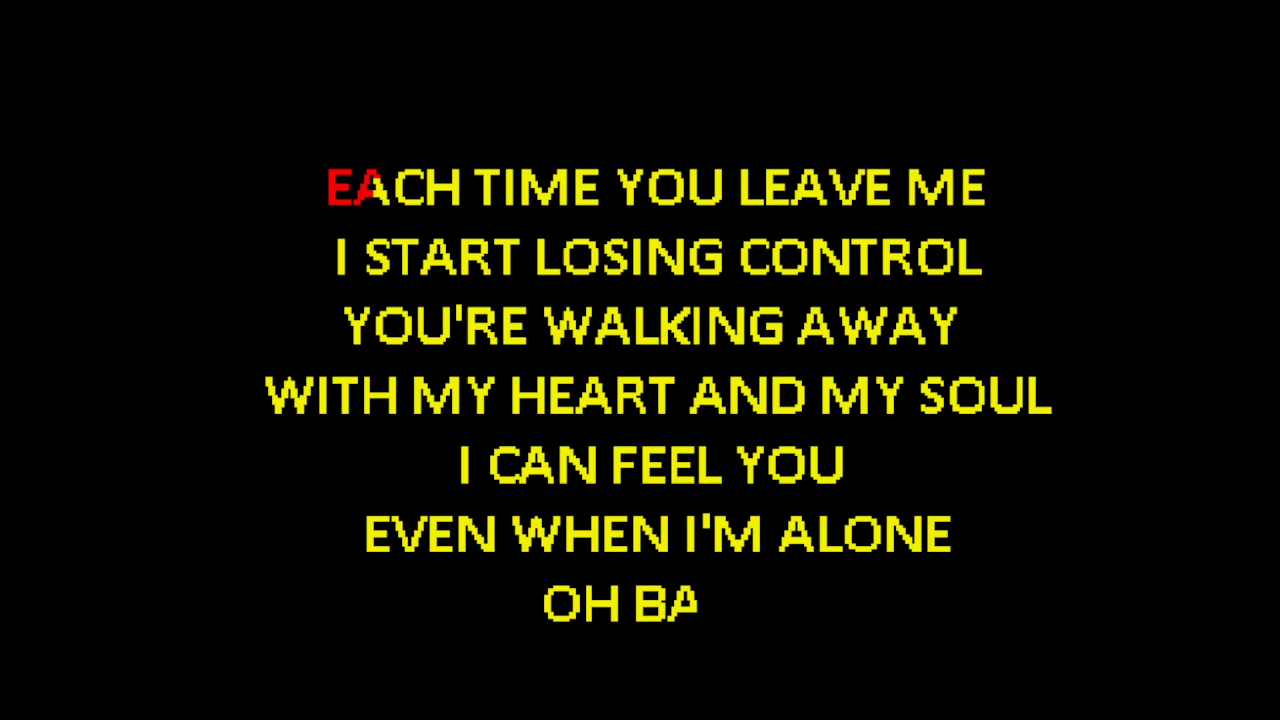 EACH TIME YOU LEAVE ME
I START LOSING CONTROL
YOU'RE WALKING AWAY
WITH MY HEART AND MY SOUL
I CAN FEEL YOU
EVEN WHEN I'M ALONE
OH BA